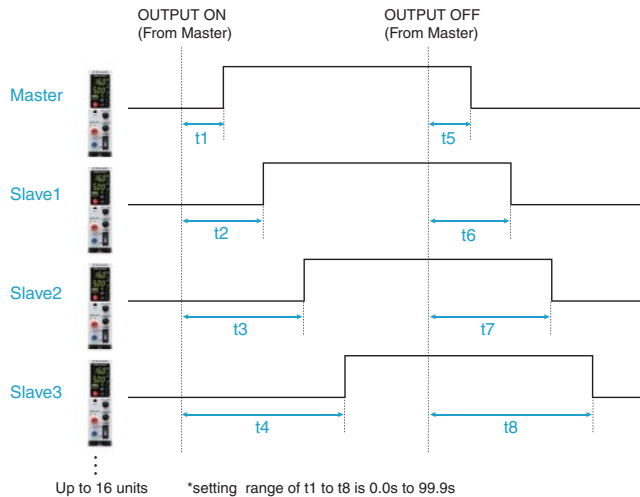 OUTPUT ON
(From Master)
OUTPUT OFF
(From Master)
Master
t1
t5
Slave1
t2
t6
Slave2
t3
t7
Slave3
t4
t8
Up to 16 units
*setting range of t1 to t8 is 0.0s to 99.9s